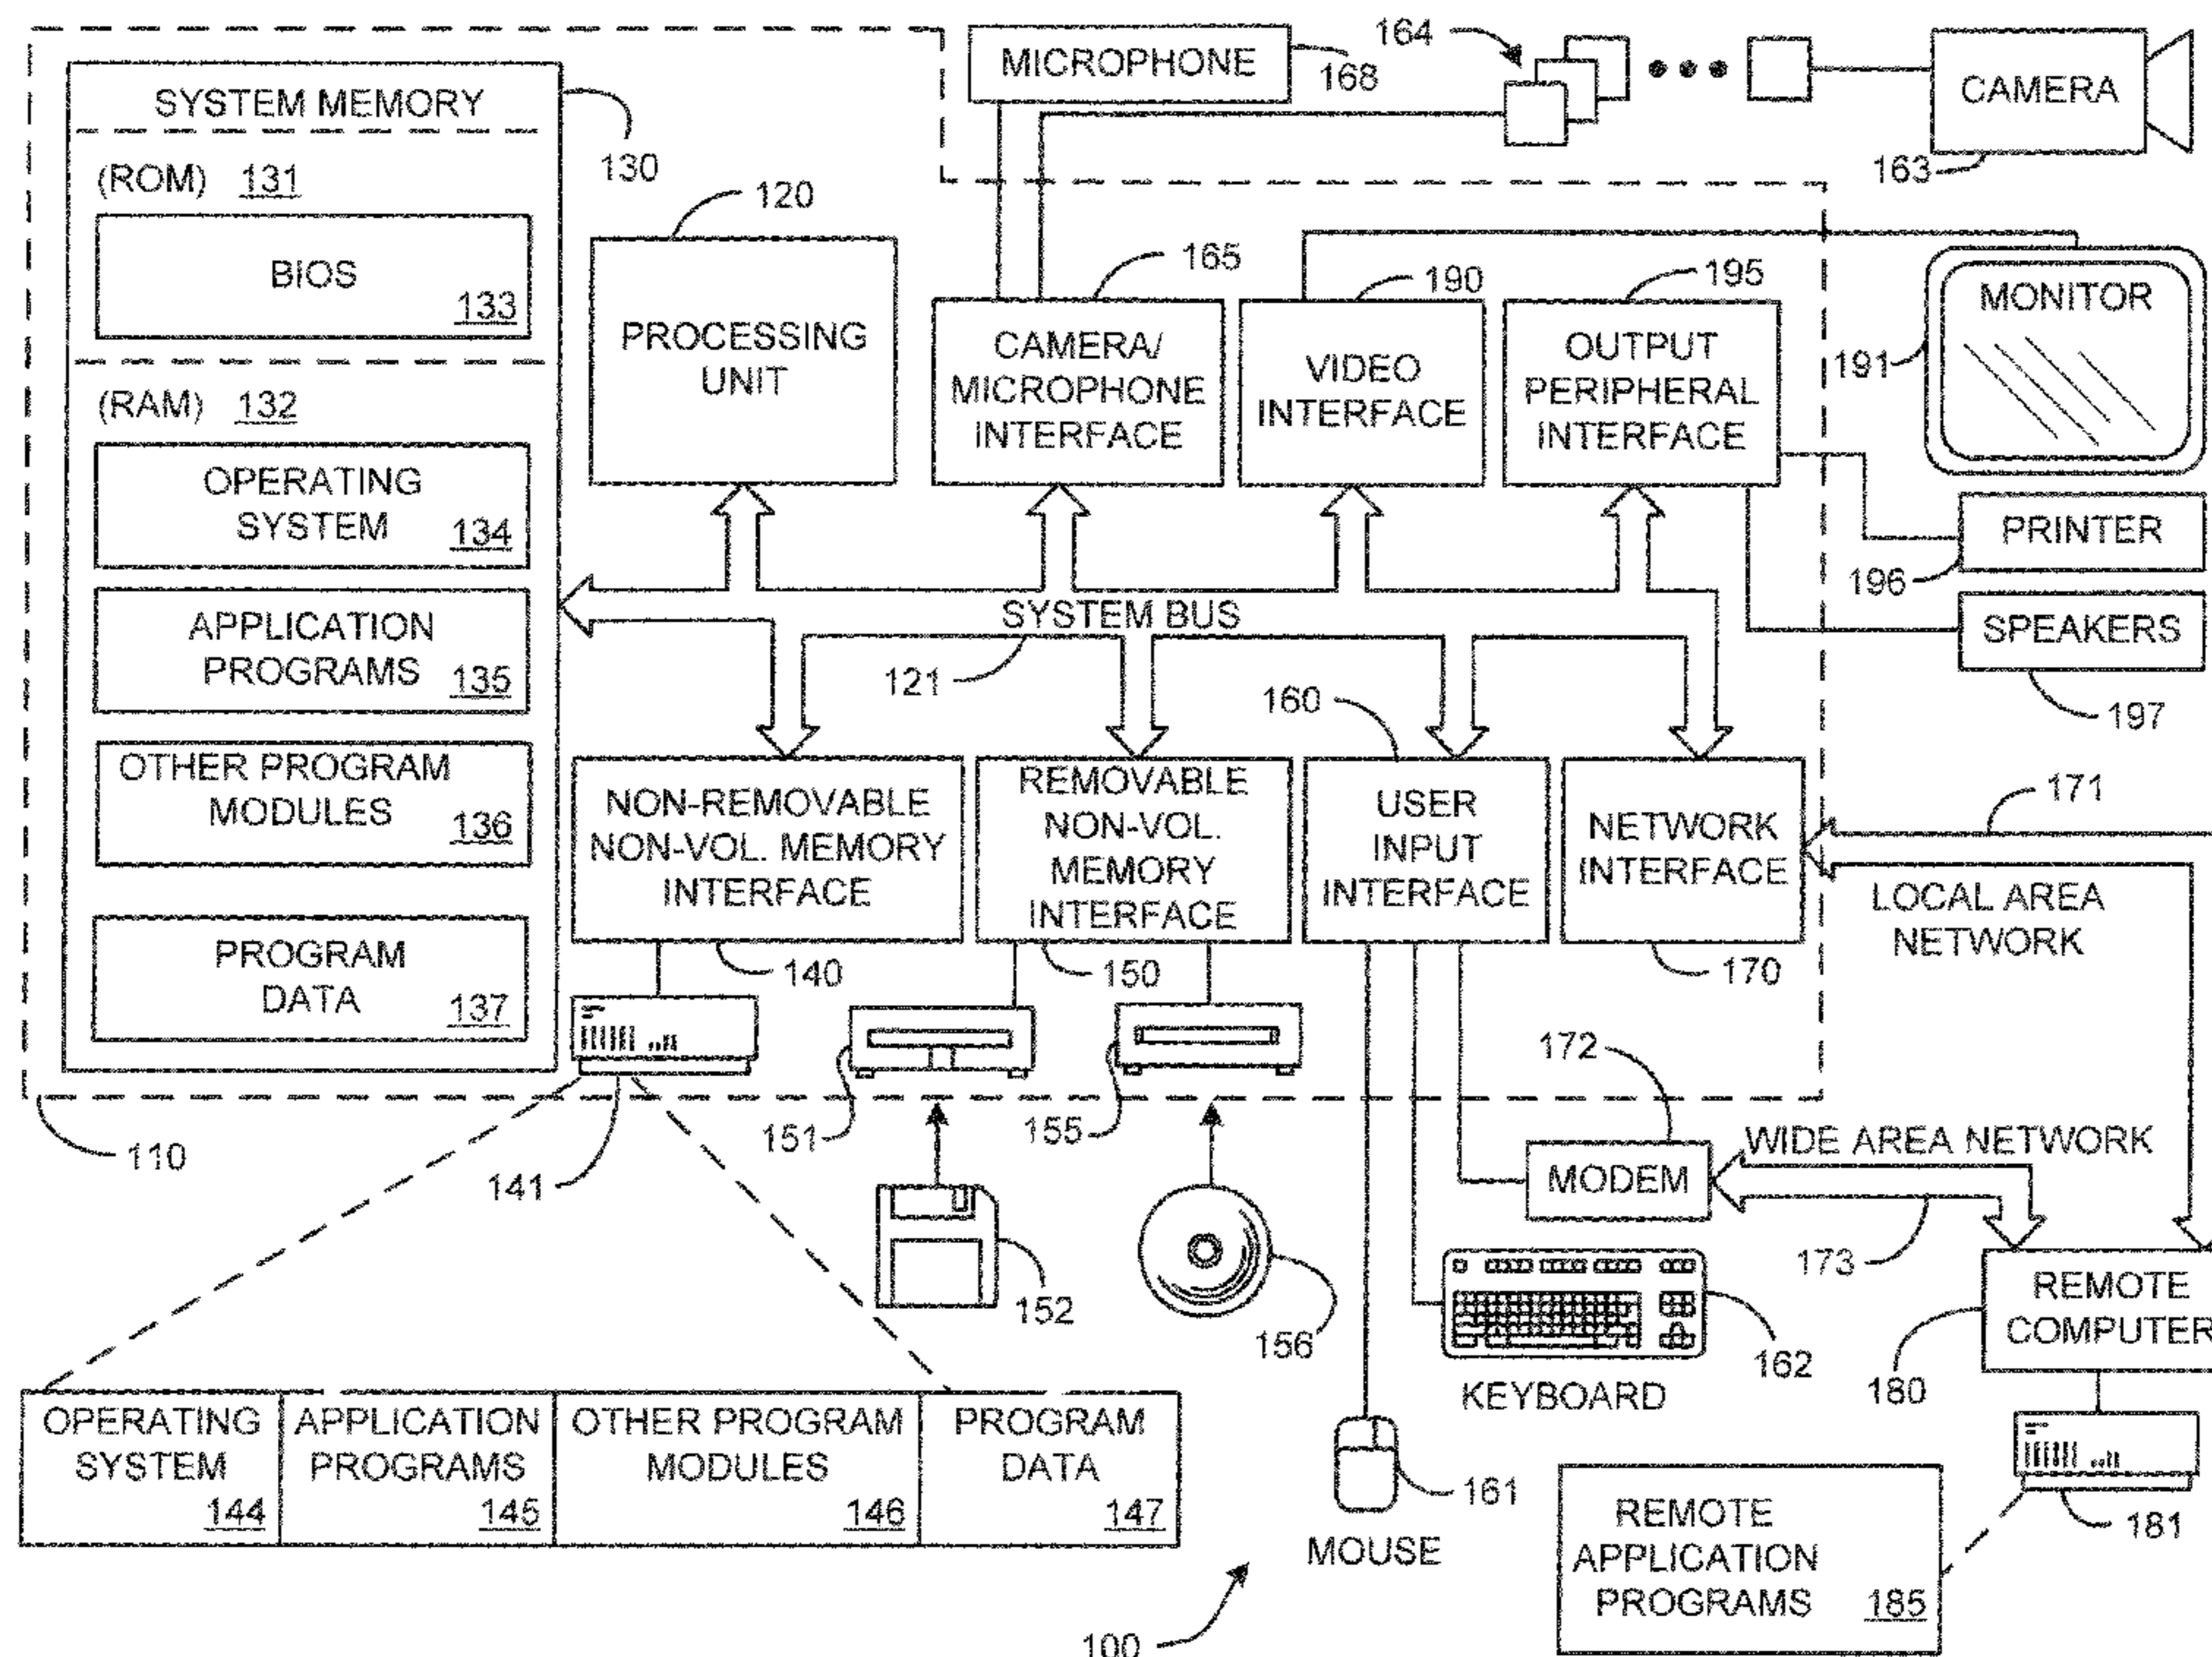 SYSTEM MEMORY
130
(ROM) 131
BIOS
133
(RAM) 132
OPERATING
SYSTEM
134
APPLICATION
PROGRAMS
135
OTHER PROGRAM
MODULES
136
PROGRAM
DATA
137
110
MICROPHONE
168
164
CAMERA
163
120
PROCESSING
UNIT
165
CAMERA/
MICROPHONE
INTERFACE
190
VIDEO
INTERFACE
195
OUTPUT
PERIPHERAL
INTERFACE
MONITOR
191
PRINTER
196
SPEAKERS
197
SYSTEM BUS
121
NON-REMOVABLE
NON-VOL. MEMORY
INTERFACE
140
REMOVABLE
NON-VOL.
MEMORY
INTERFACE
150
160
USER
INPUT
INTERFACE
NETWORK
INTERFACE
170
171
LOCAL AREA
NETWORK
141
151
155
152
156
172
MODEM
WIDE AREA NETWORK
173
REMOTE
COMPUTER
180
162
KEYBOARD
161
MOUSE
181
REMOTE
APPLICATION
PROGRAMS
185
OPERATING
SYSTEM
144
APPLICATION
PROGRAMS
145
OTHER PROGRAM
MODULES
146
PROGRAM
DATA
147
100